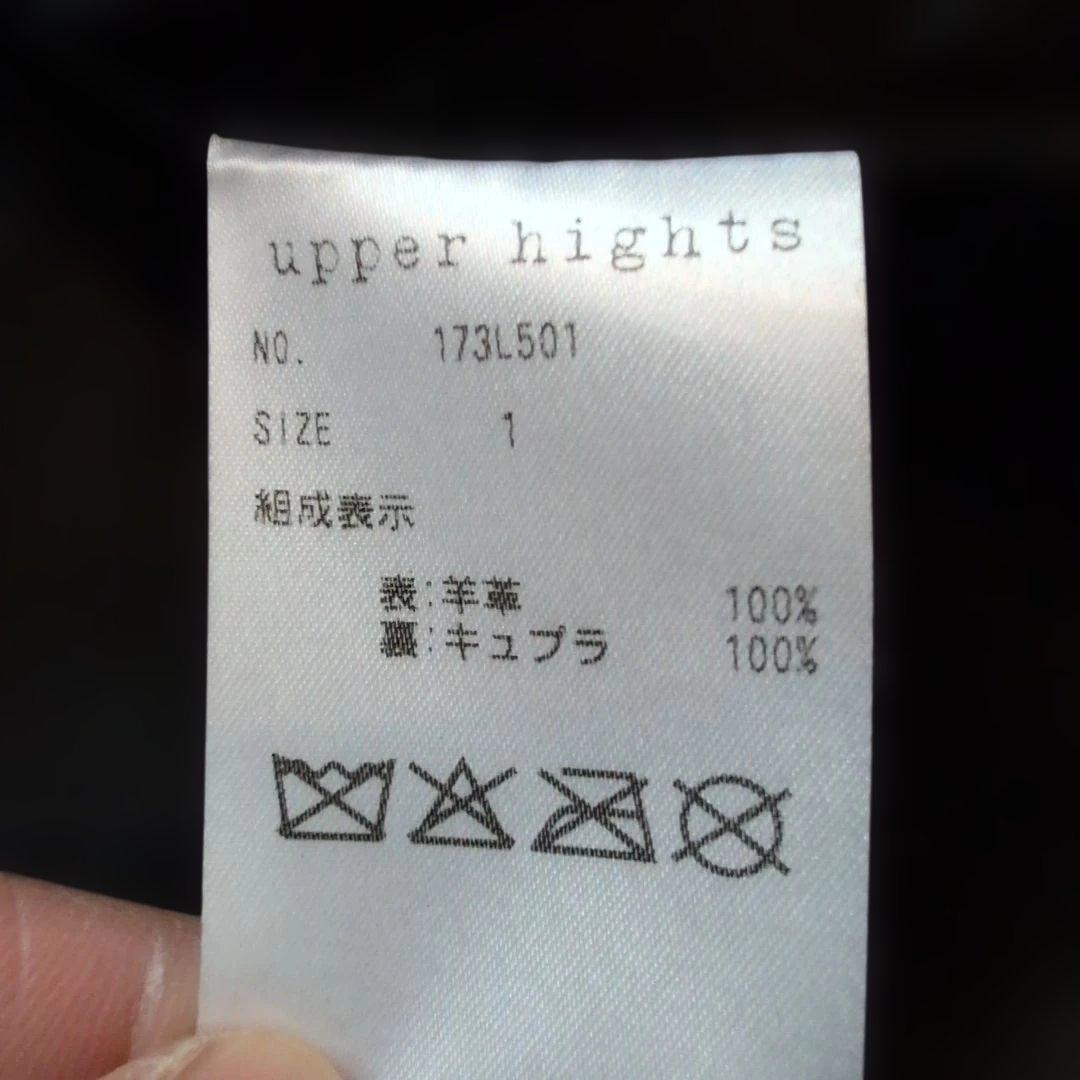 upper hights
NO. 173L501
SIZE 1
組成表示
表:羊革 100%
裏:キュプラ 100%